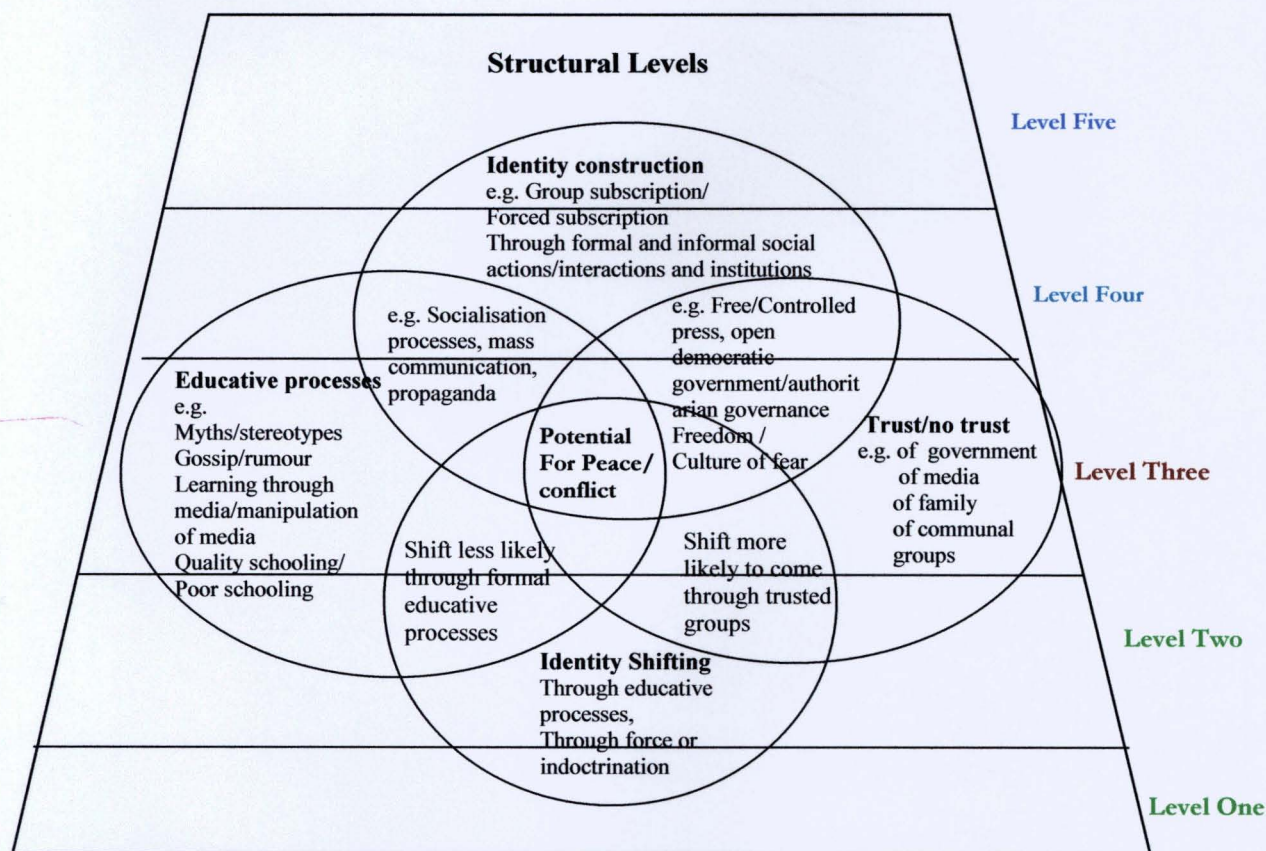 Structural Levels
Level Five
Identity construction
e.g. Group subscription/
Forced subscription
Through formal and informal social
actions/interactions and institutions
Level Four
e.g. Socialisation
processes, mass
communication,
propaganda
e.g. Free/Controlled
press, open
democratic
government/authorit
arian governance
Freedom /
Culture of fear
Educative processes
e.g.
Myths/stereotypes
Gossip/rumour
Learning through
media/manipulation
of media
Quality schooling/
Poor schooling
Potential
For Peace/
conflict
Trust/no trust
e.g. of government
of media
of family
of communal
groups
Level Three
Shift less likely
through formal
educative
processes
Shift more
likely to come
through trusted
groups
Level Two
Identity Shifting
Through educative
processes,
Through force or
indoctrination
Level One